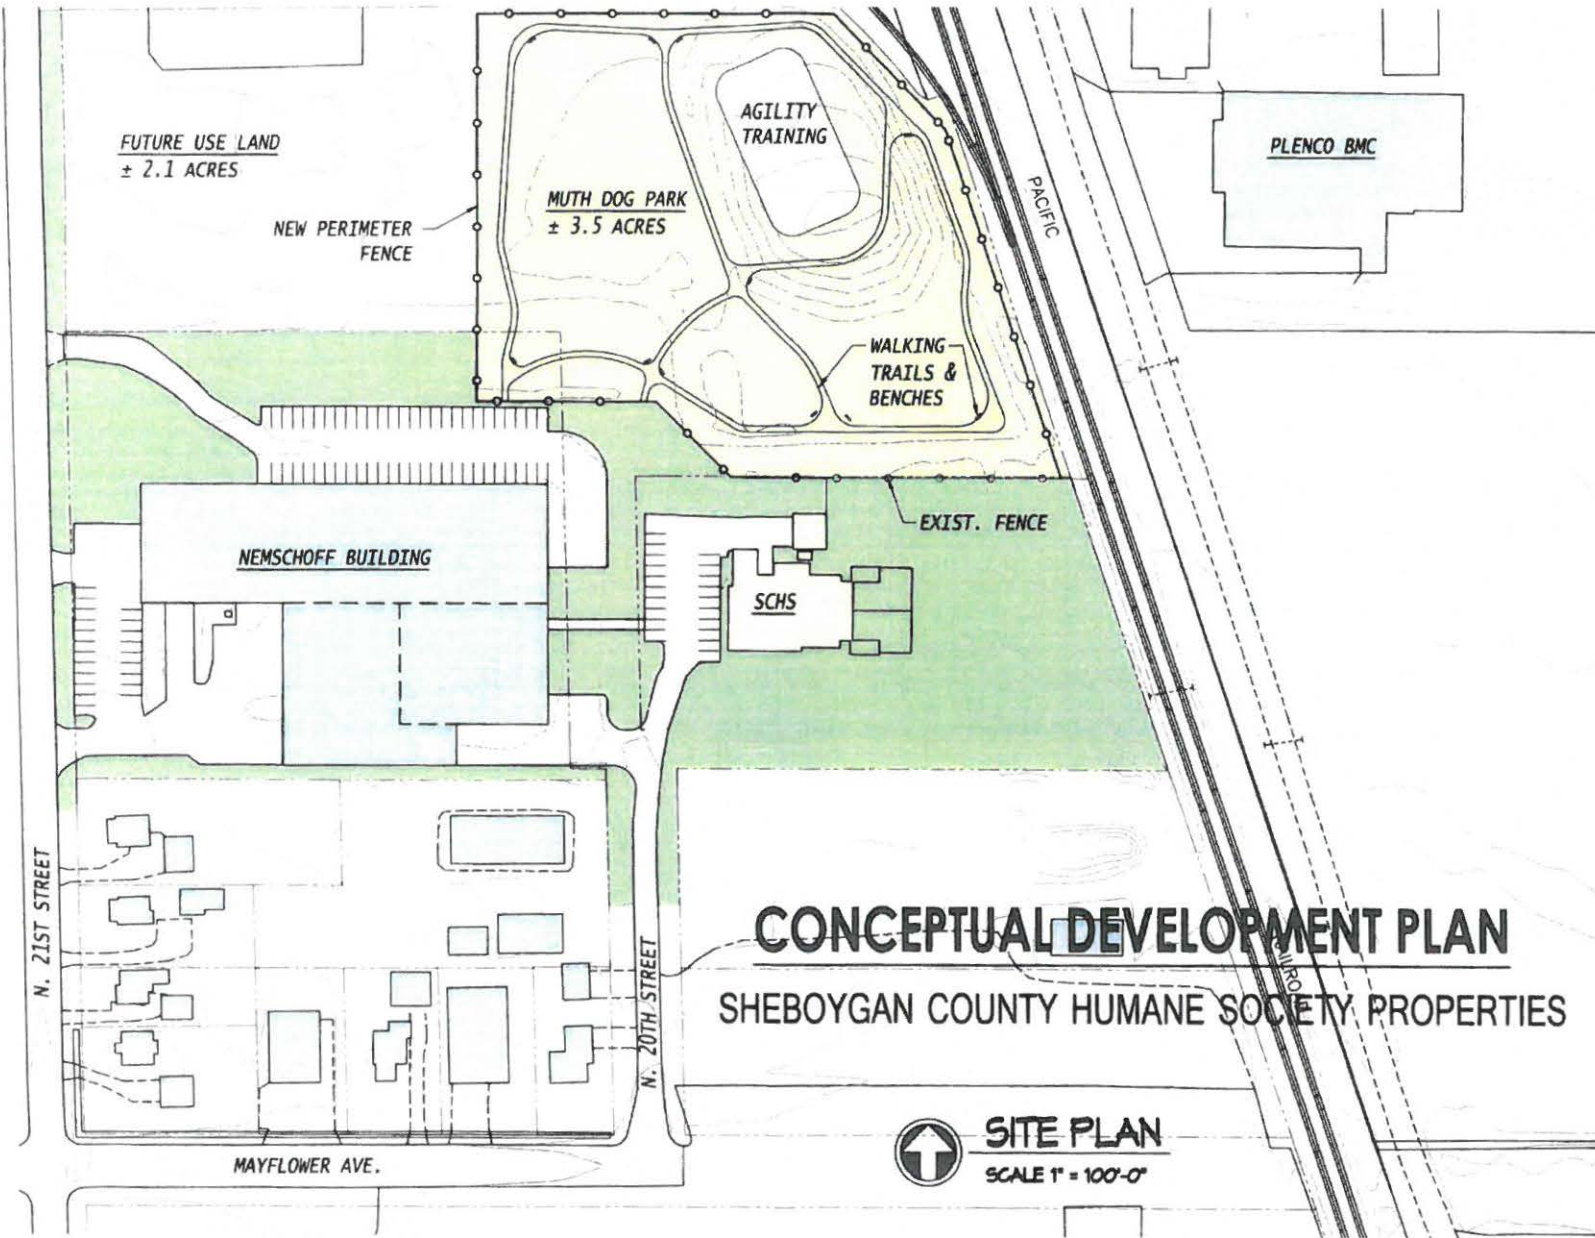 FUTURE USE LAND
± 2.1 ACRES
NEW PERIMETER
FENCE
MUTH DOG PARK
± 3.5 ACRES
AGILITY
TRAINING
WALKING
TRAILS &
BENCHES
PACIFIC
PLENCO BMC
EXIST. FENCE
NEMSCHOFF BUILDING
SCHS
N. 21ST STREET
N. 20TH STREET
MAYFLOWER AVE.
CONCEPTUAL DEVELOPMENT PLAN
SHEBOYGAN COUNTY HUMANE SOCIETY PROPERTIES
SITE PLAN
SCALE 1" = 100'-0"